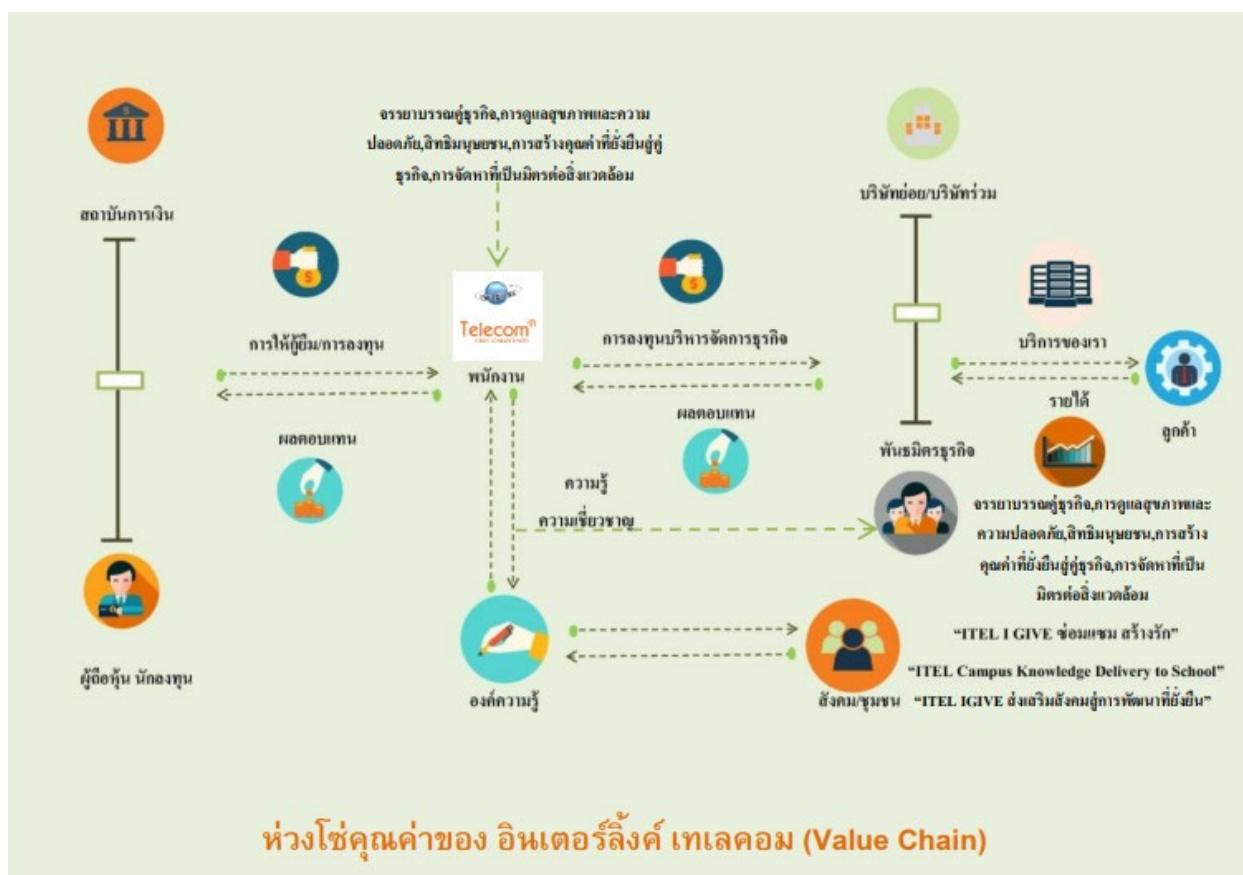 จรรยาบรรณคู่ธุรกิจ,การดูแลสุขภาพและความ
ปลอดภัย,สิทธิมนุษยชน,การสร้างคุณค่าที่ยั่งยืนสู่คู่
ธุรกิจ,การจัดหาที่เป็นมิตรต่อสิ่งแวดล้อม
สถาบันการเงิน
บริษัทย่อย/บริษัทร่วม
Telecom
การให้กู้ยืม/การลงทุน
พนักงาน
การลงทุนบริหารจัดการธุรกิจ
บริการของเรา
รายได้
ลูกค้า
ผลตอบแทน
ผลตอบแทน
พันธมิตรธุรกิจ
ความรู้
ความเชี่ยวชาญ
จรรยาบรรณคู่ธุรกิจ,การดูแลสุขภาพและ
ความปลอดภัย,สิทธิมนุษยชน,การสร้าง
คุณค่าที่ยั่งยืนสู่คู่ธุรกิจ,การจัดหาที่เป็น
มิตรต่อสิ่งแวดล้อม
ผู้ถือหุ้น นักลงทุน
องค์ความรู้
สังคม/ชุมชน
“ITEL I GIVE ซ่อมแซม สร้างรัก”
“ITEL Campus Knowledge Delivery to School”
“ITEL IGIVE ส่งเสริมสังคมสู่การพัฒนาที่ยั่งยืน”
ห่วงโซ่คุณค่าของ อินเตอร์ลิ้งค์ เทเลคอม (Value Chain)